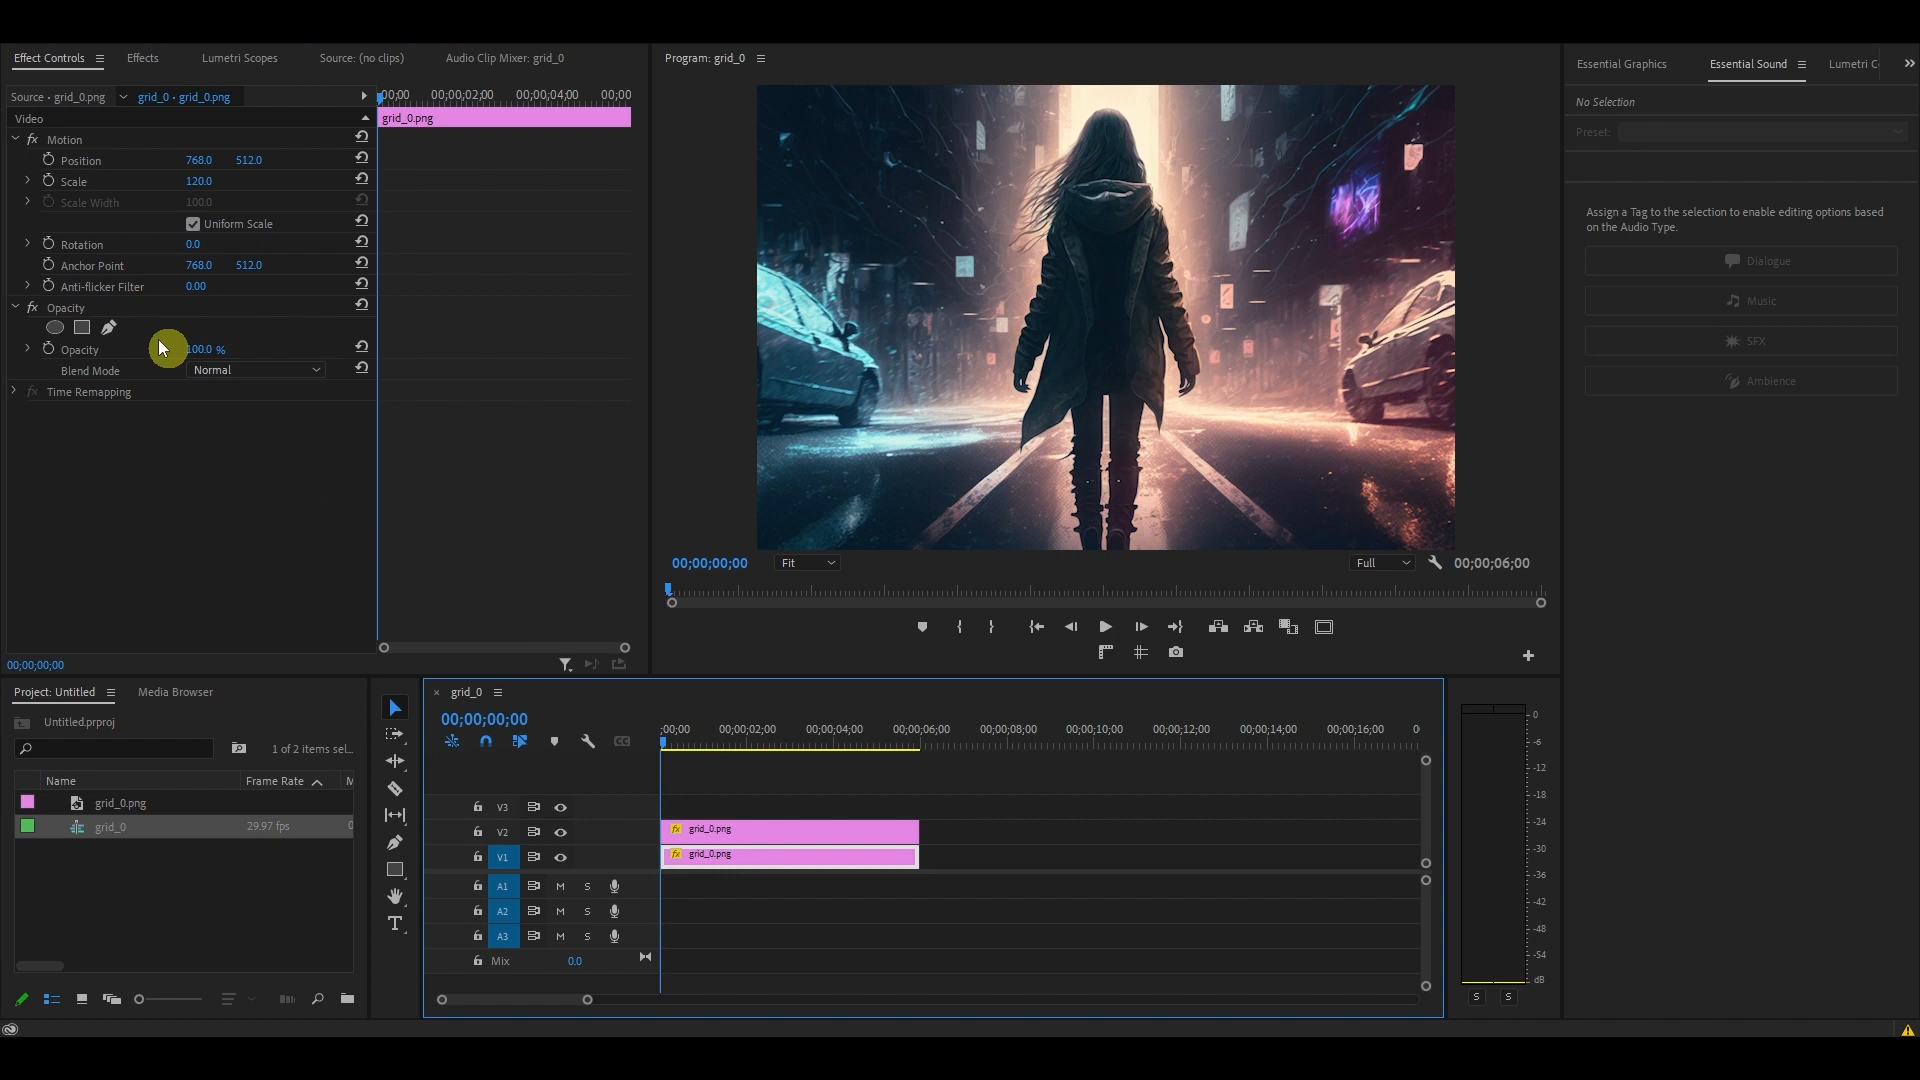 Effect Controls Effects Lumetri Scopes Source: (no clips) Audio Clip Mixer: grid_0
Source • grid_0.png grid_0 • grid_0.png
00;00 00;00;02;00 00;00;04;00 00;00
Video
grid_0.png
fx Motion
Position 768.0 512.0
Scale 120.0
Scale Width 100.0
Uniform Scale
Rotation 0.0
Anchor Point 768.0 512.0
Anti-flicker Filter 0.00
fx Opacity
Opacity 100.0 %
Blend Mode Normal
fx Time Remapping
00;00;00;00
Program: grid_0
00;00;00;00 Fit Full 00;00;06;00
Essential Graphics Essential Sound Lumetri C
No Selection
Preset:
Assign a Tag to the selection to enable editing options based
on the Audio Type.
Dialogue
Music
SFX
Ambience
Project: Untitled Media Browser
Untitled.prproj
1 of 2 items sel...
Name Frame Rate M
grid_0.png
grid_0 29.97 fps 0
T
× grid_0
00;00;00;00
CC
;00;00 00;00;02;00 00;00;04;00 00;00;06;00 00;00;08;00 00;00;10;00 00;00;12;00 00;00;14;00 00;00;16;00 0
V3
V2 fx grid_0.png
V1 fx grid_0.png
A1 M S
A2 M S
A3 M S
Mix 0.0
0
-6
-12
-18
-24
-30
-36
-42
-48
-54
dB
S S